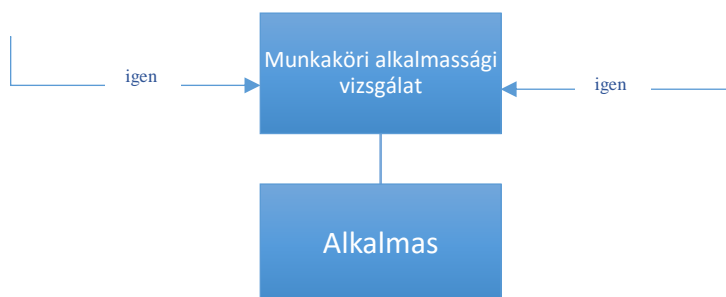 Munkaköri alkalmassági
vizsgálat
igen
igen
Alkalmas